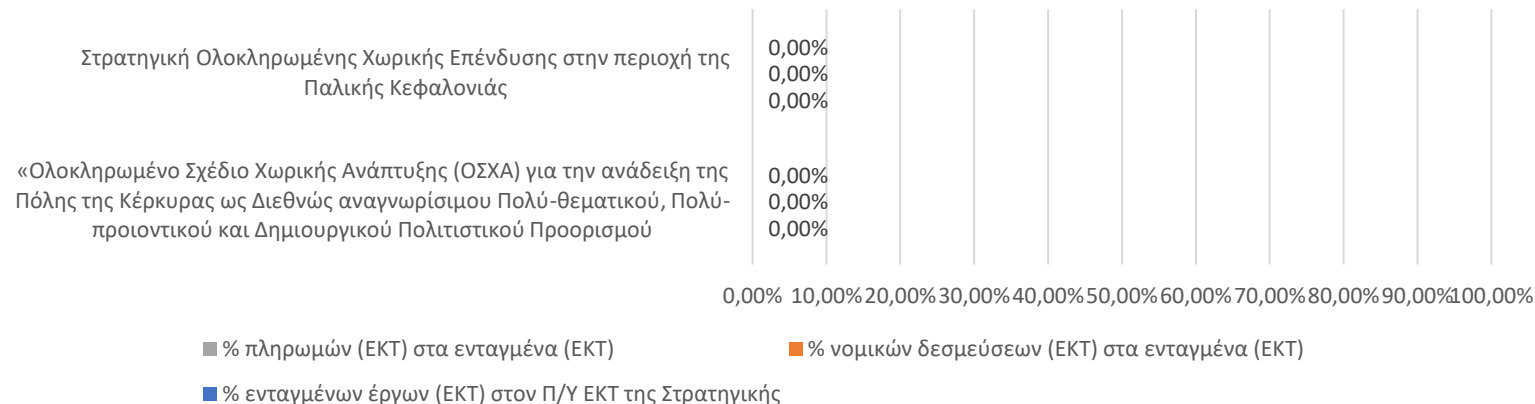 Στρατηγική Ολοκληρωμένης Χωρικής Επένδυσης στην περιοχή της
Παλικής Κεφαλονιάς
0,00%
0,00%
0,00%
«Ολοκληρωμένο Σχέδιο Χωρικής Ανάπτυξης (ΟΣΧΑ) για την ανάδειξη της
Πόλης της Κέρκυρας ως Διεθνώς αναγνωρίσιμου Πολύ-θεματικού, Πολύ-
προιοντικού και Δημιουργικού Πολιτιστικού Προορισμού
0,00%
0,00%
0,00%
0,00% 10,00% 20,00% 30,00% 40,00% 50,00% 60,00% 70,00% 80,00% 90,00% 100,00%
% πληρωμών (ΕΚΤ) στα ενταγμένα (ΕΚΤ) % νομικών δεσμεύσεων (ΕΚΤ) στα ενταγμένα (ΕΚΤ)
% ενταγμένων έργων (ΕΚΤ) στον Π/Υ ΕΚΤ της Στρατηγικής